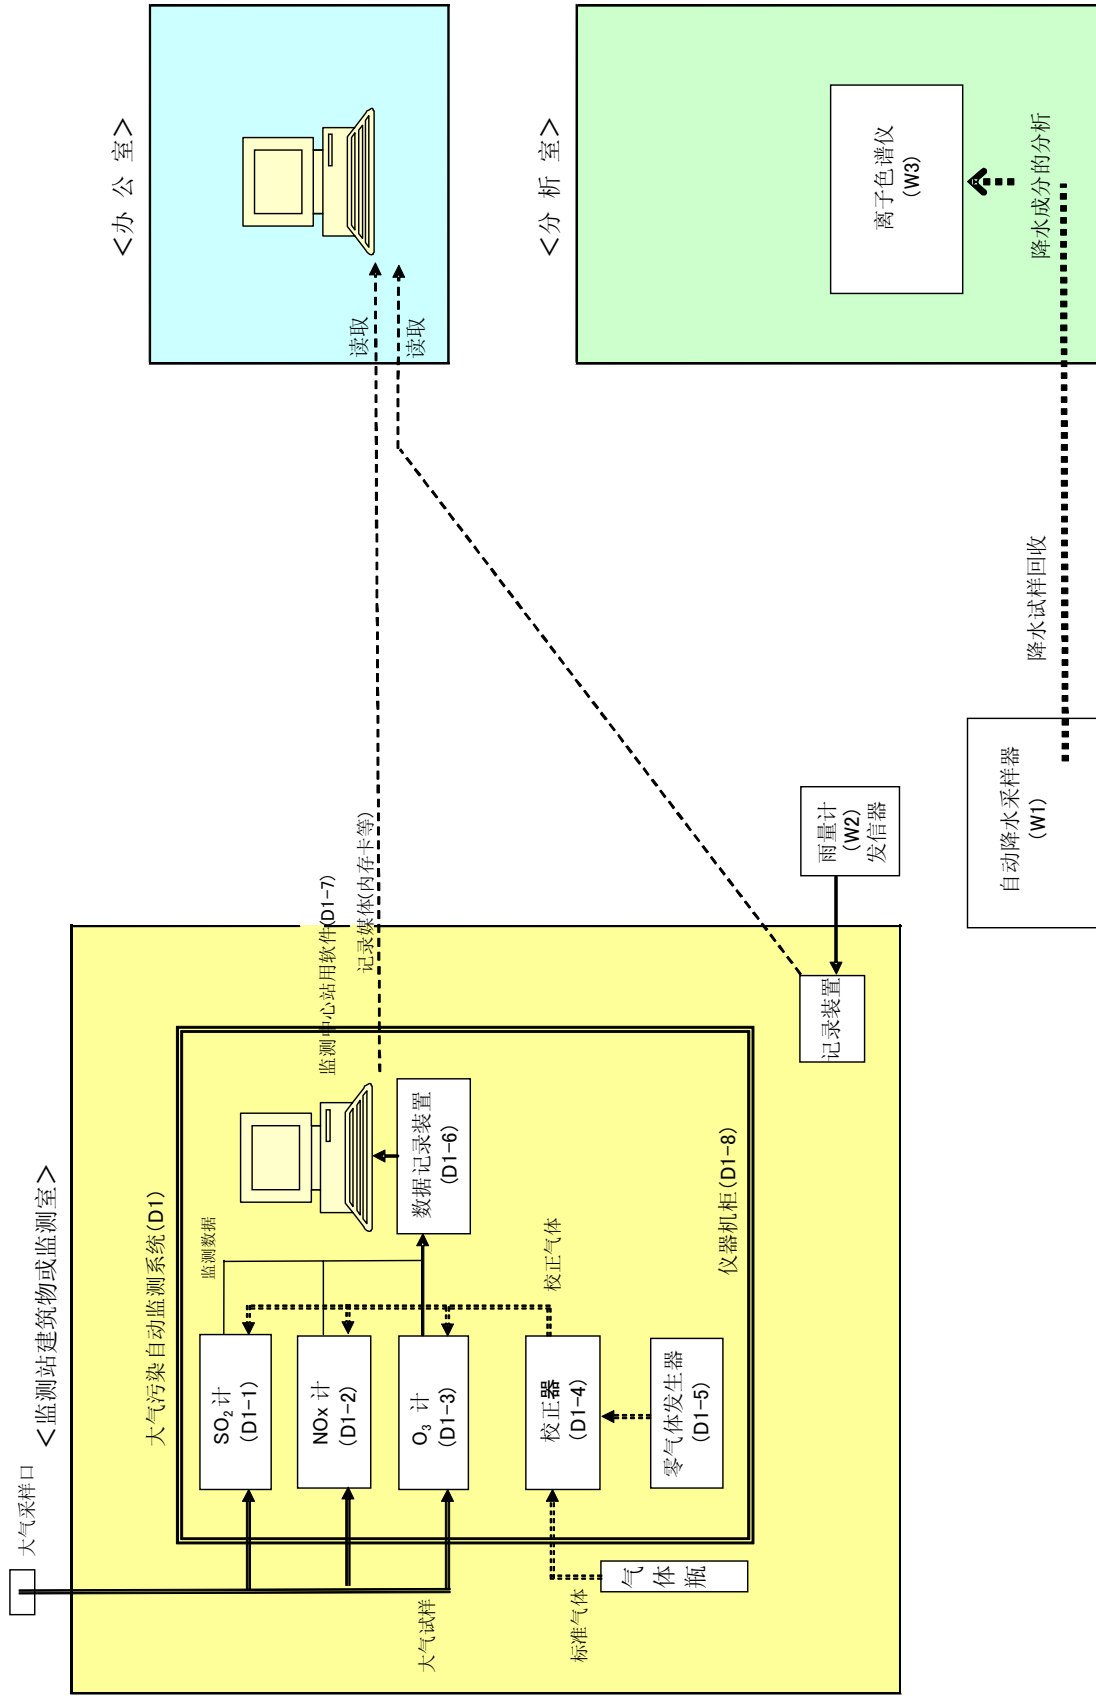 大气采样口
<监测站建筑物或监测室>
大气污染自动监测系统(D1)
SO₂ 计
(D1-1)
NOx 计
(D1-2)
O₃ 计
(D1-3)
校正器
(D1-4)
零气体发生器
(D1-5)
监测数据
校正气体
数据记录装置
(D1-6)
仪器机柜(D1-8)
大气试样
标准气体
气体瓶
监测中心站用软件(D1-7)
记录媒体(内存卡等)
记录装置
雨量计
(W2)
发信器
自动降水采样器
(W1)
降水试样回收
<办 公 室>
读取
读取
<分 析 室>
离子色谱仪
(W3)
降水成分的分析